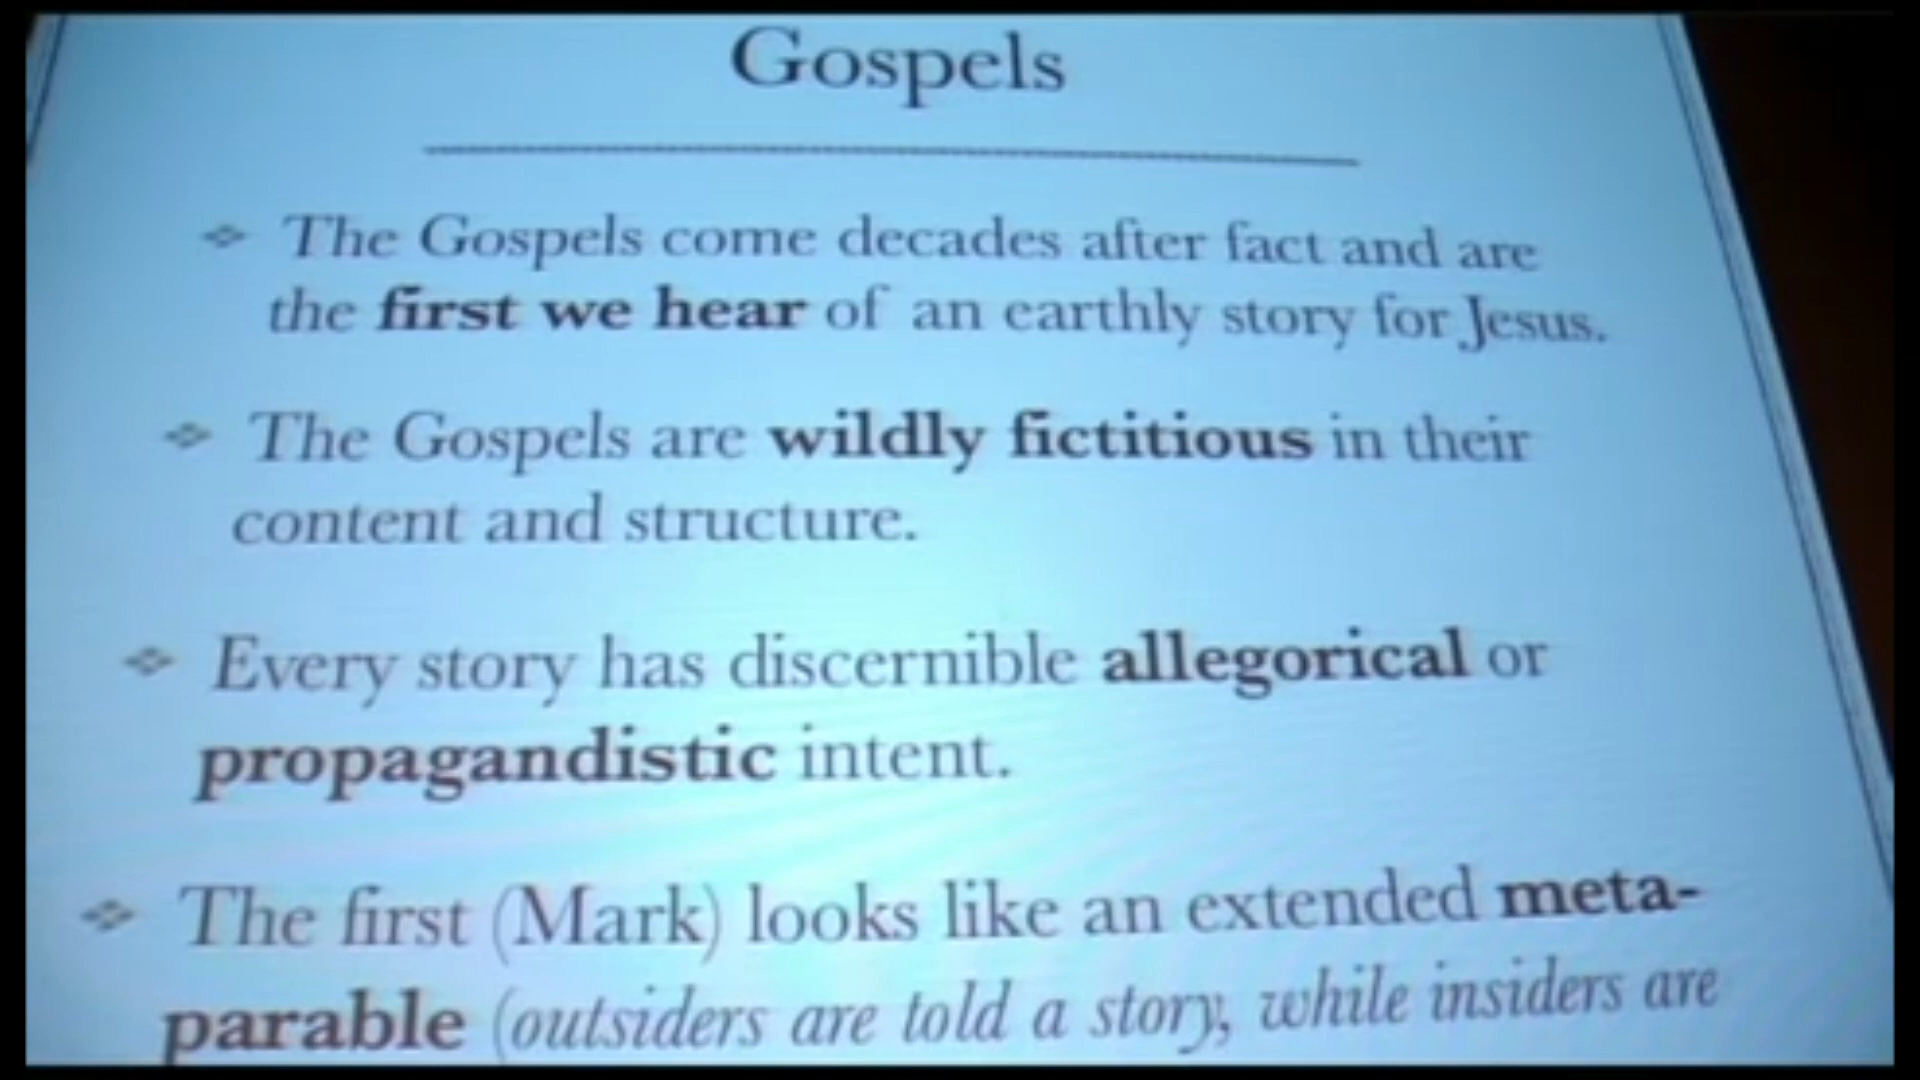 Gospels
The Gospels come decades after fact and are
the first we hear of an earthly story for Jesus.
The Gospels are wildly fictitious in their
content and structure.
Every story has discernible allegorical or
propagandistic intent.
The first (Mark) looks like an extended meta-
parable (outsiders are told a story, while insiders are